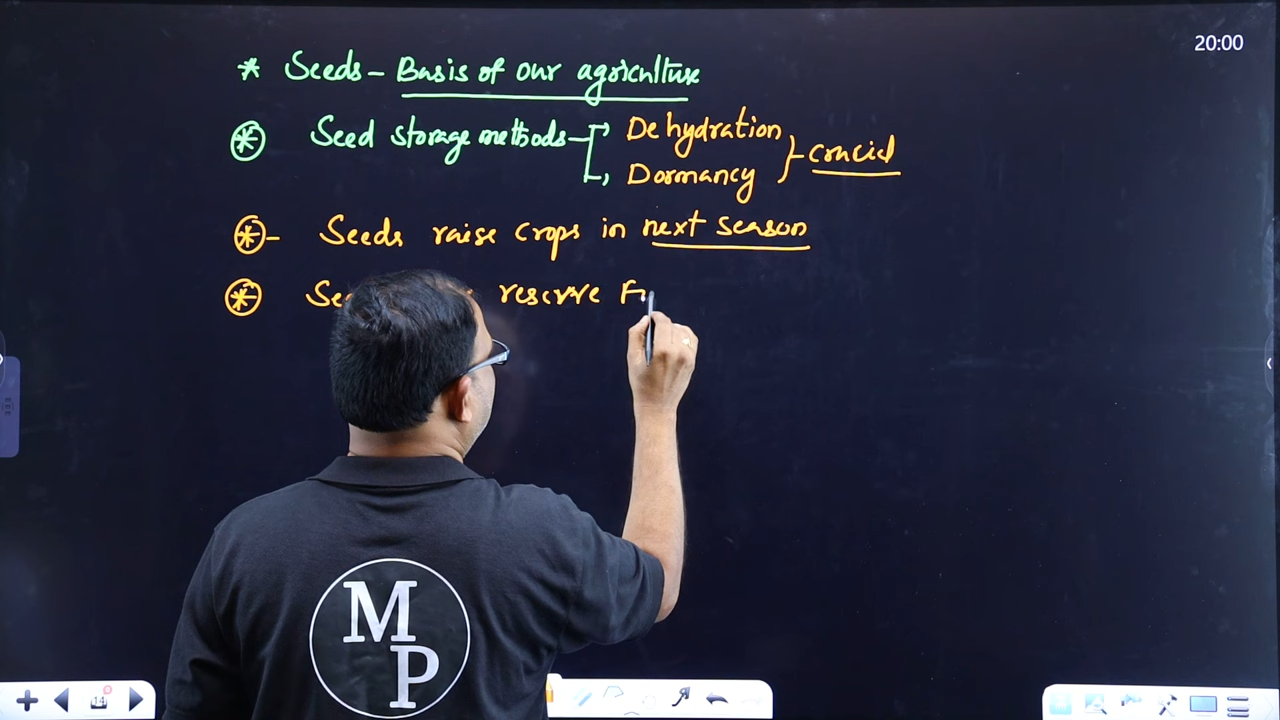 20:00
* Seeds - Basis of our agriculture
* Seed storage methods - Dehydration
Dormancy
crucial
* - Seeds raise crops in next season
* reserve
14
M
P